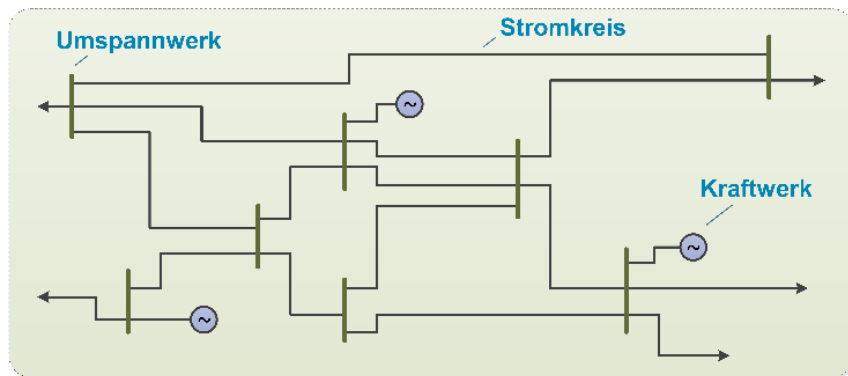 Stromkreis
Umspannwerk
~
Kraftwerk
~
~